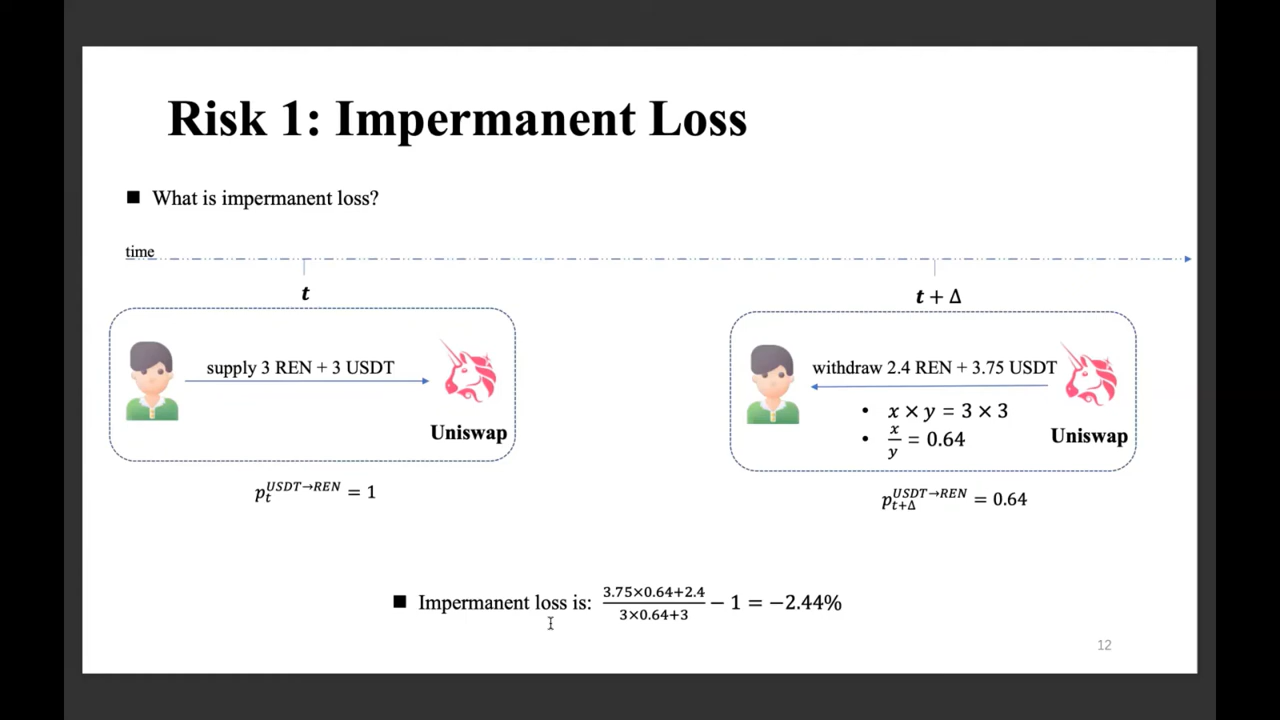 Risk 1: Impermanent Loss
■ What is impermanent loss?
time
t
t + Δ
supply 3 REN + 3 USDT
Uniswap
withdraw 2.4 REN + 3.75 USDT
• x × y = 3 × 3
• x/y = 0.64
Uniswap
p_t^{USDT→REN} = 1
p_{t+Δ}^{USDT→REN} = 0.64
■ Impermanent loss is: (3.75×0.64+2.4)/(3×0.64+3) − 1 = −2.44%
12